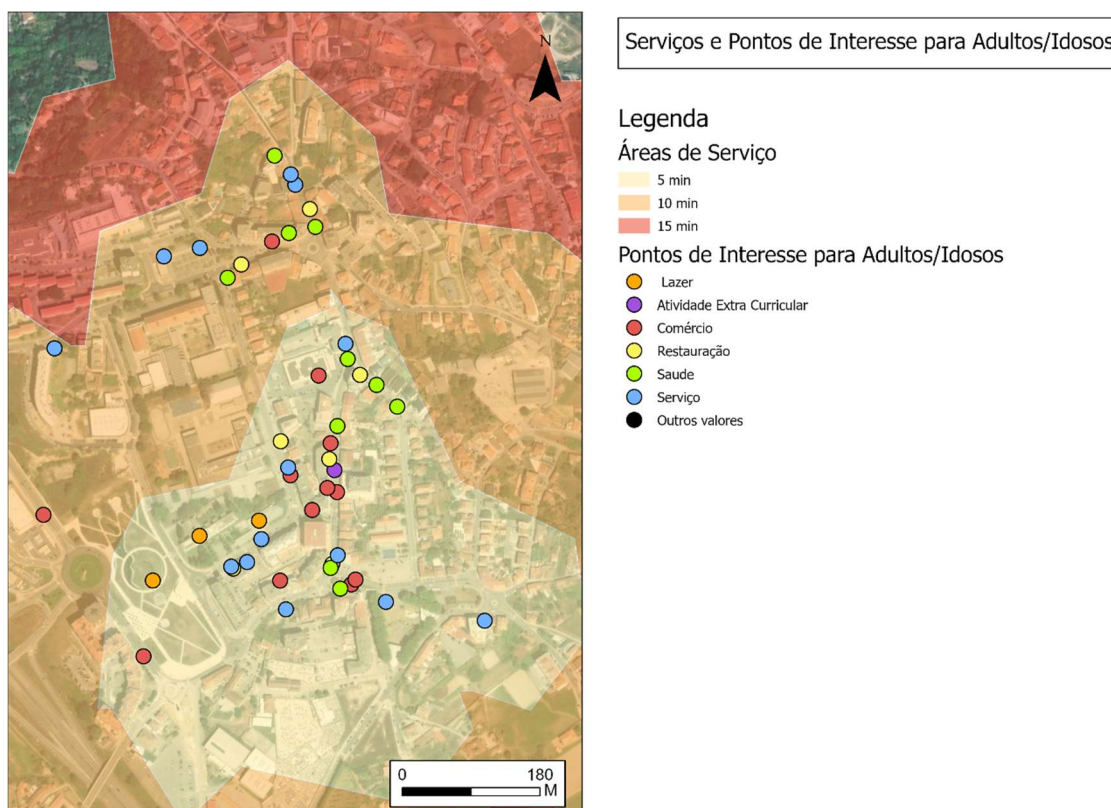 N
Serviços e Pontos de Interesse para Adultos/Idosos
Legenda
Áreas de Serviço
5 min
10 min
15 min
Pontos de Interesse para Adultos/Idosos
Lazer
Atividade Extra Curricular
Comércio
Restauração
Saude
Serviço
Outros valores
0 180
M